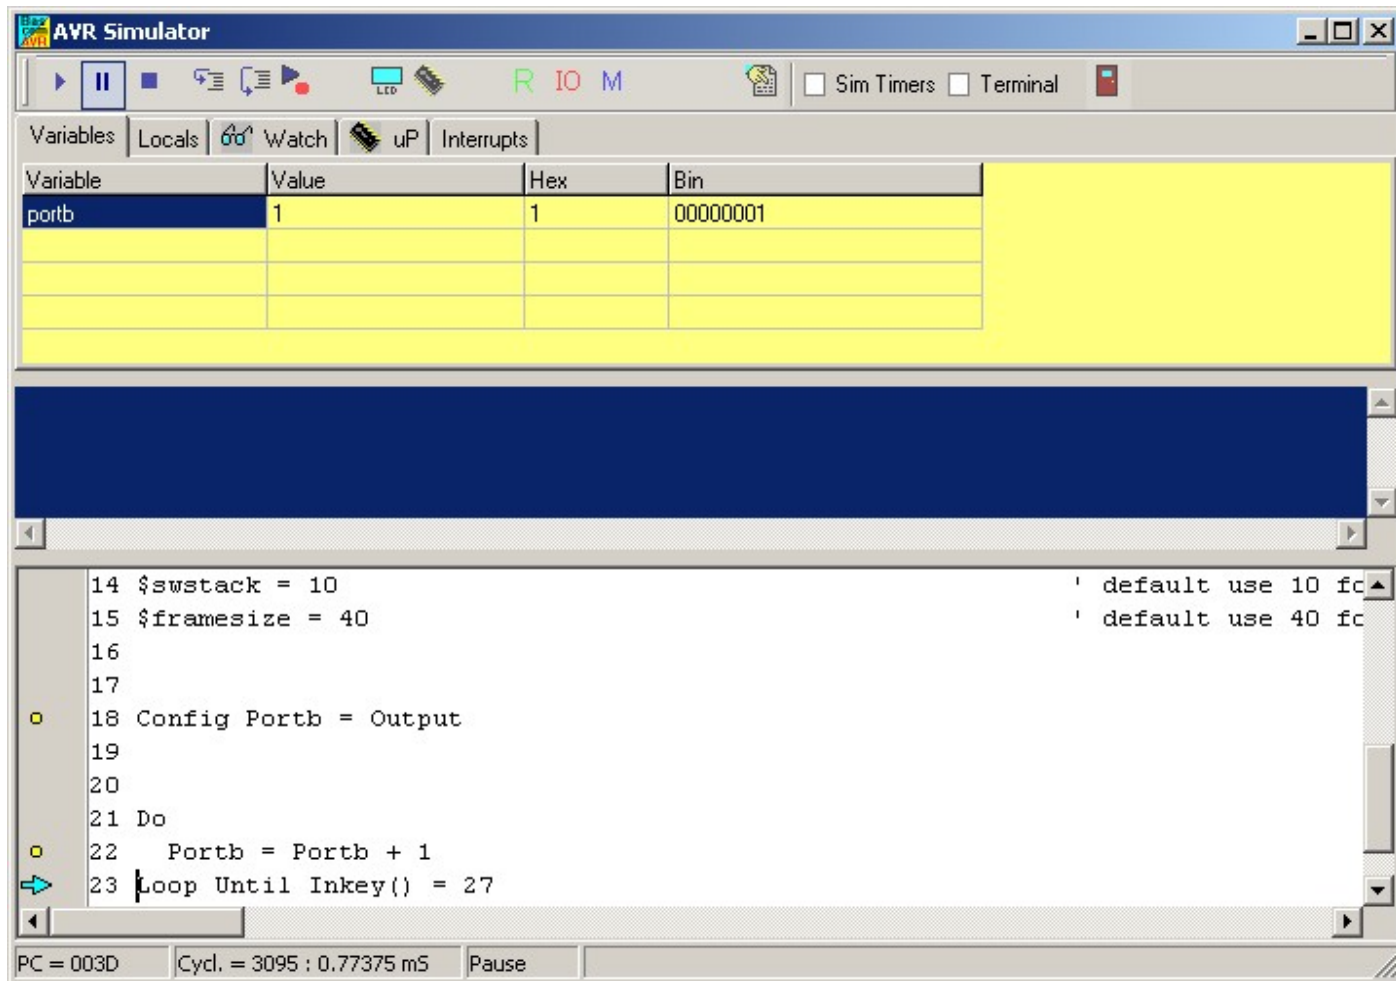 AVR Simulator
LCD R IO M Sim Timers Terminal
Variables Locals Watch uP Interrupts
Variable Value Hex Bin
portb 1 1 00000001
14 $swstack = 10 ' default use 10 fo
15 $framesize = 40 ' default use 40 fo
16
17
18 Config Portb = Output
19
20
21 Do
22 Portb = Portb + 1
23 Loop Until Inkey() = 27
PC = 003D Cycl. = 3095 : 0.77375 mS Pause